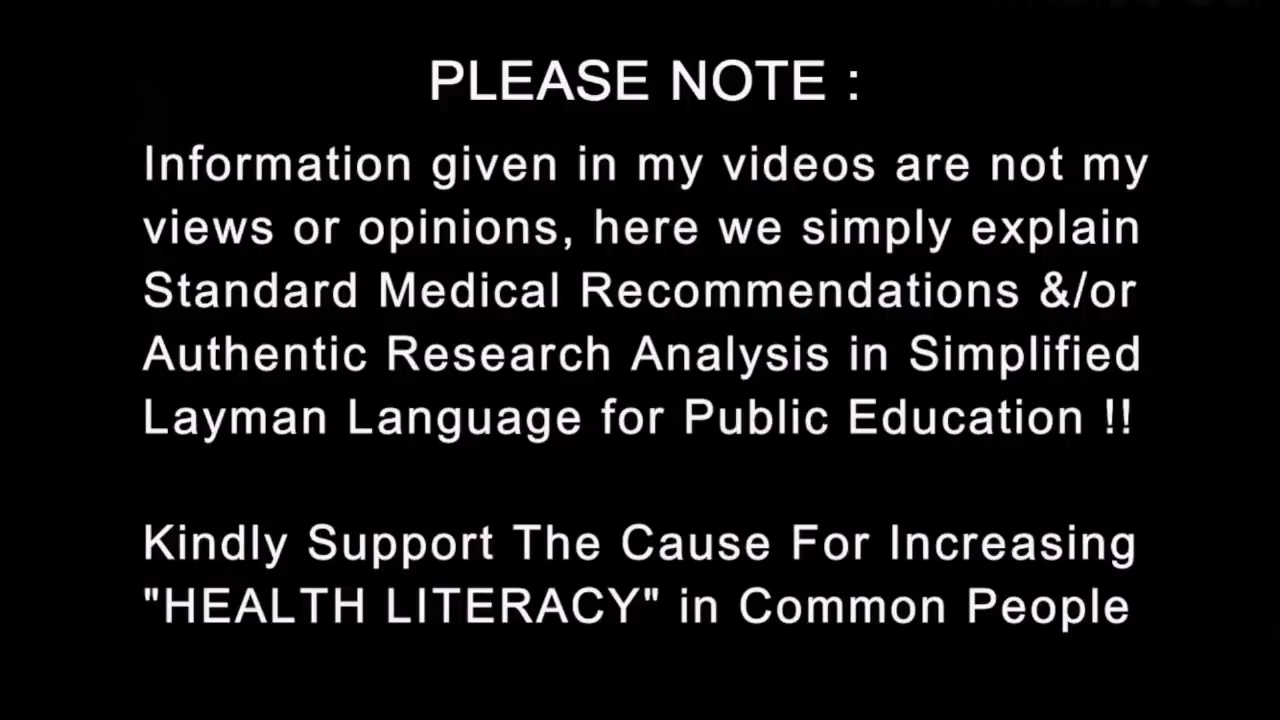 PLEASE NOTE :
Information given in my videos are not my
views or opinions, here we simply explain
Standard Medical Recommendations &/or
Authentic Research Analysis in Simplified
Layman Language for Public Education !!
Kindly Support The Cause For Increasing
"HEALTH LITERACY" in Common People